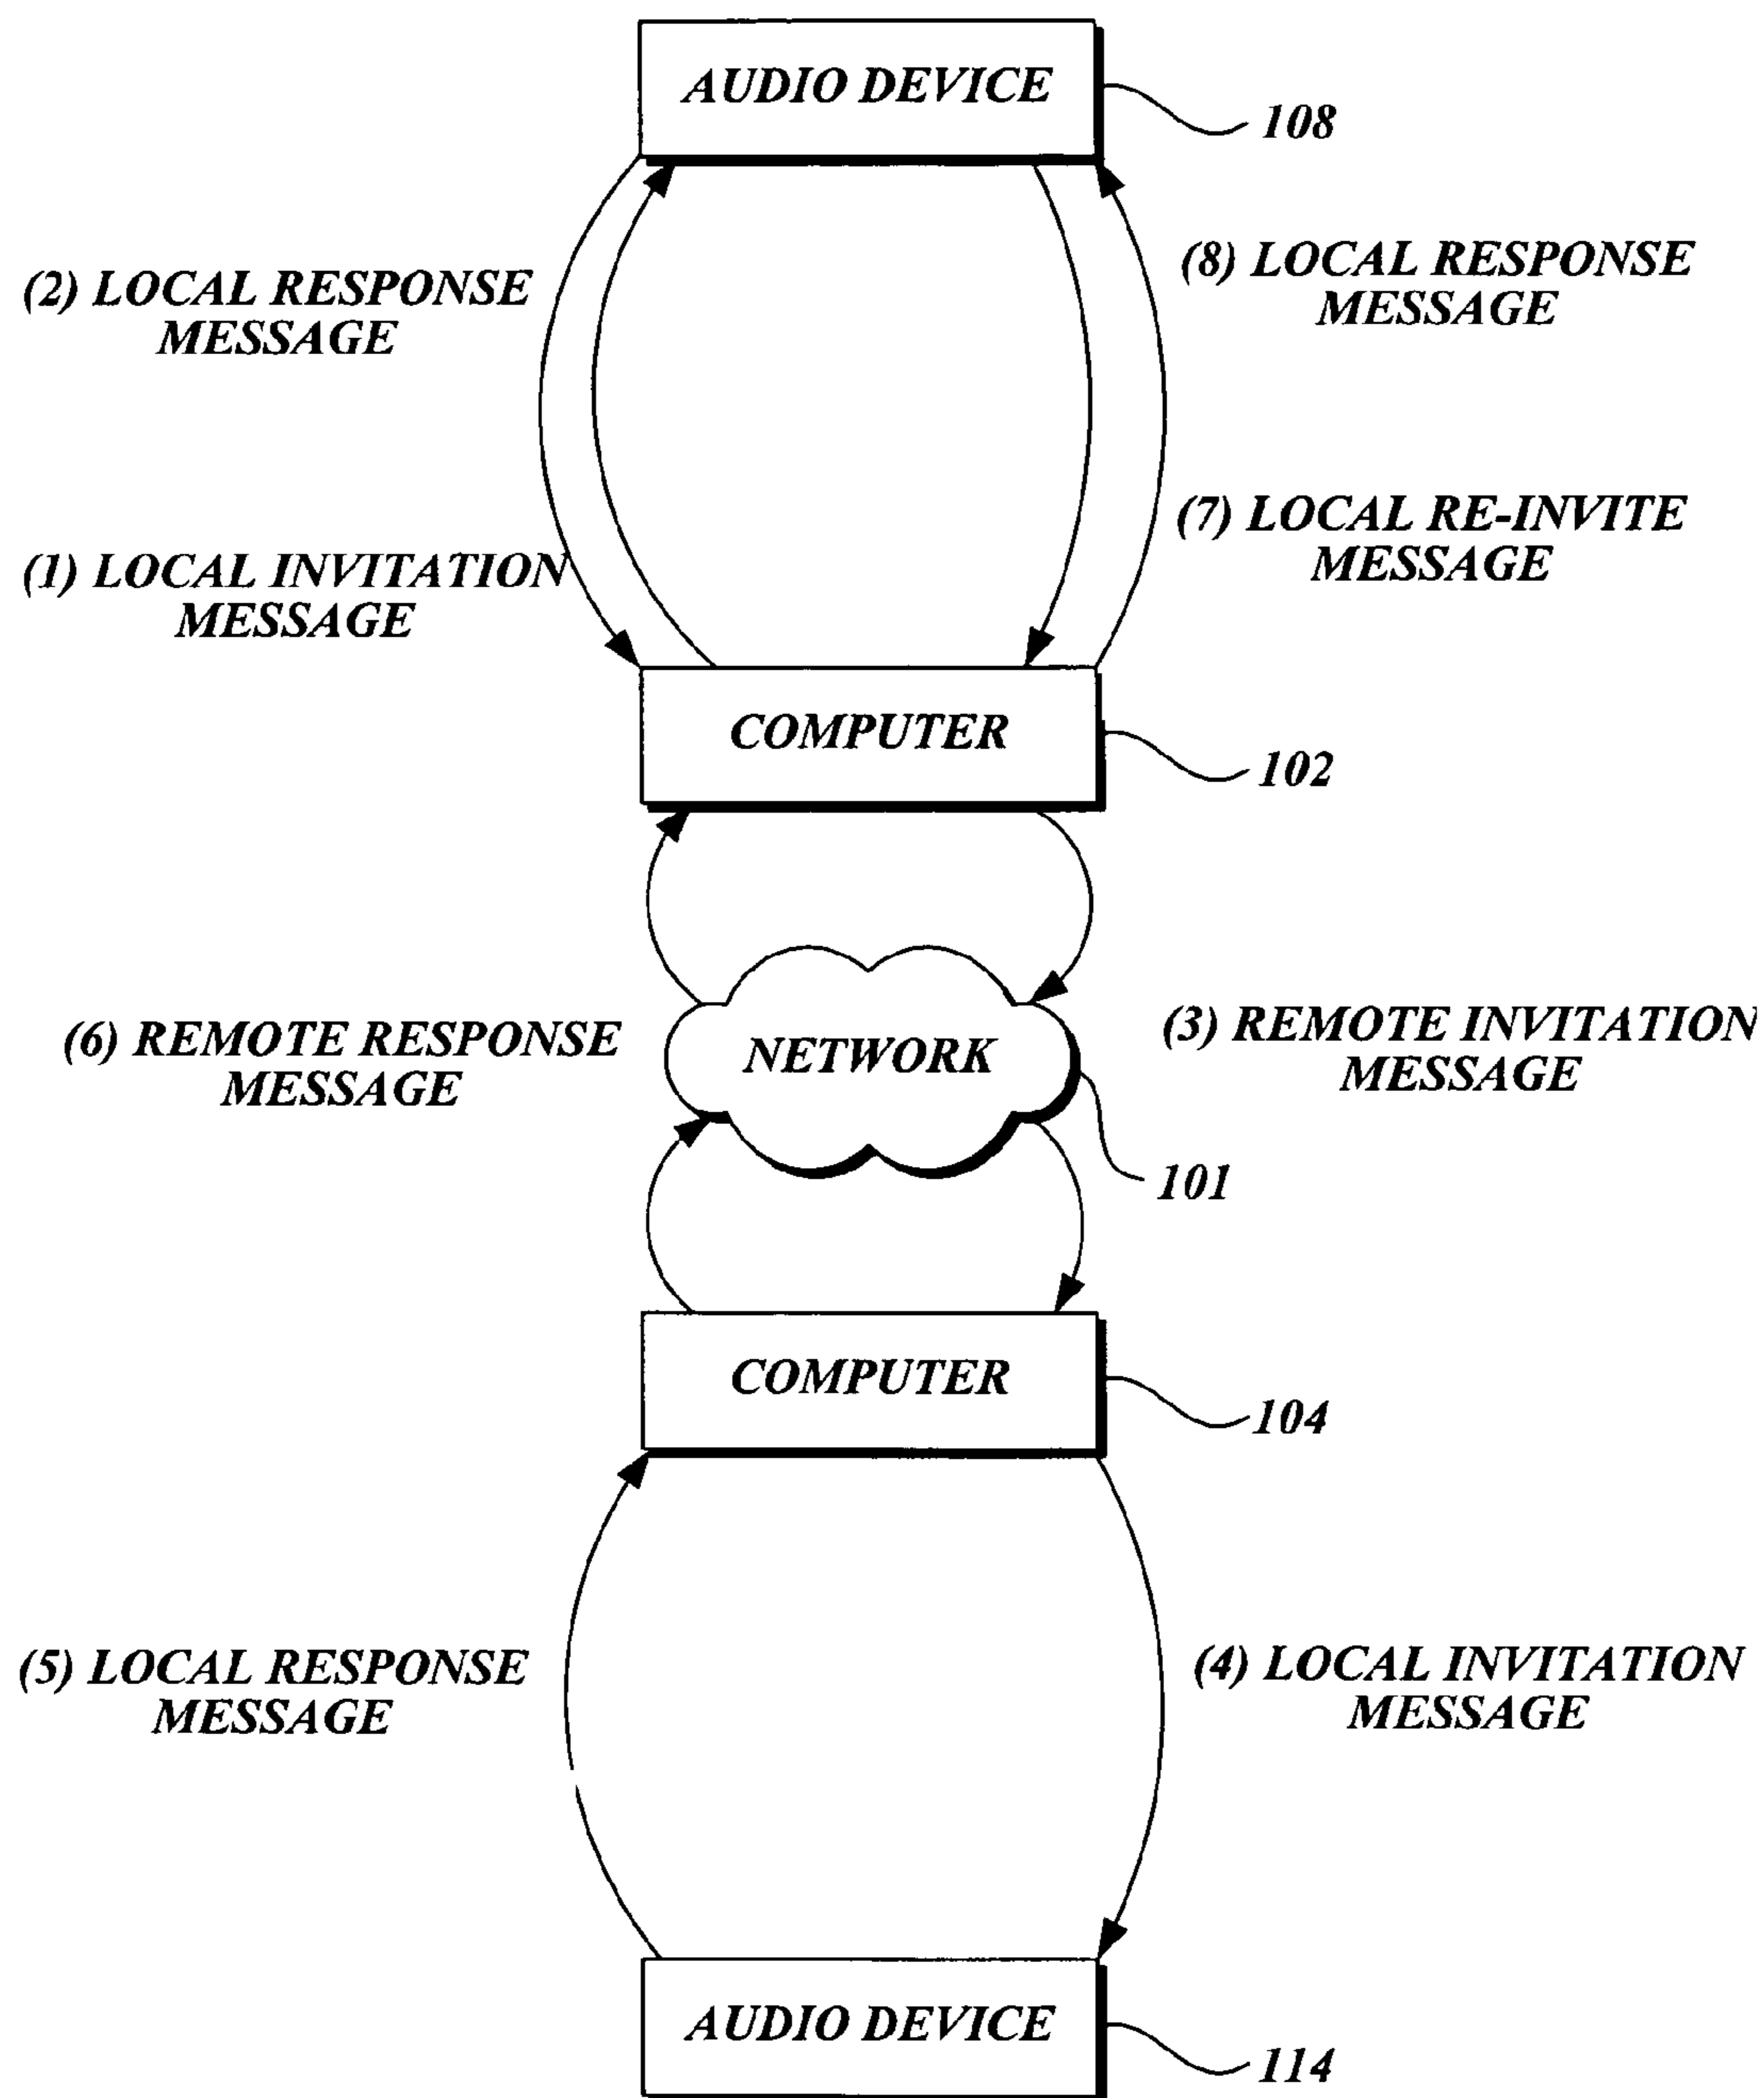 AUDIO DEVICE
108
(2) LOCAL RESPONSE
MESSAGE
(8) LOCAL RESPONSE
MESSAGE
(7) LOCAL RE-INVITE
MESSAGE
(1) LOCAL INVITATION
MESSAGE
COMPUTER
102
(6) REMOTE RESPONSE
MESSAGE
NETWORK
(3) REMOTE INVITATION
MESSAGE
101
COMPUTER
104
(5) LOCAL RESPONSE
MESSAGE
(4) LOCAL INVITATION
MESSAGE
AUDIO DEVICE
114